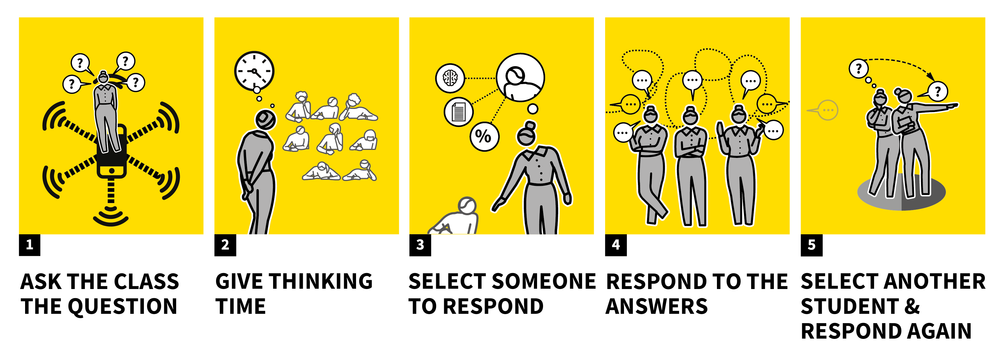 ?
?
?
?
%
...
...
...
...
...
...
...
?
?
...
1
2
3
4
5
ASK THE CLASS
THE QUESTION
GIVE THINKING
TIME
SELECT SOMEONE
TO RESPOND
RESPOND TO THE
ANSWERS
SELECT ANOTHER
STUDENT &
RESPOND AGAIN